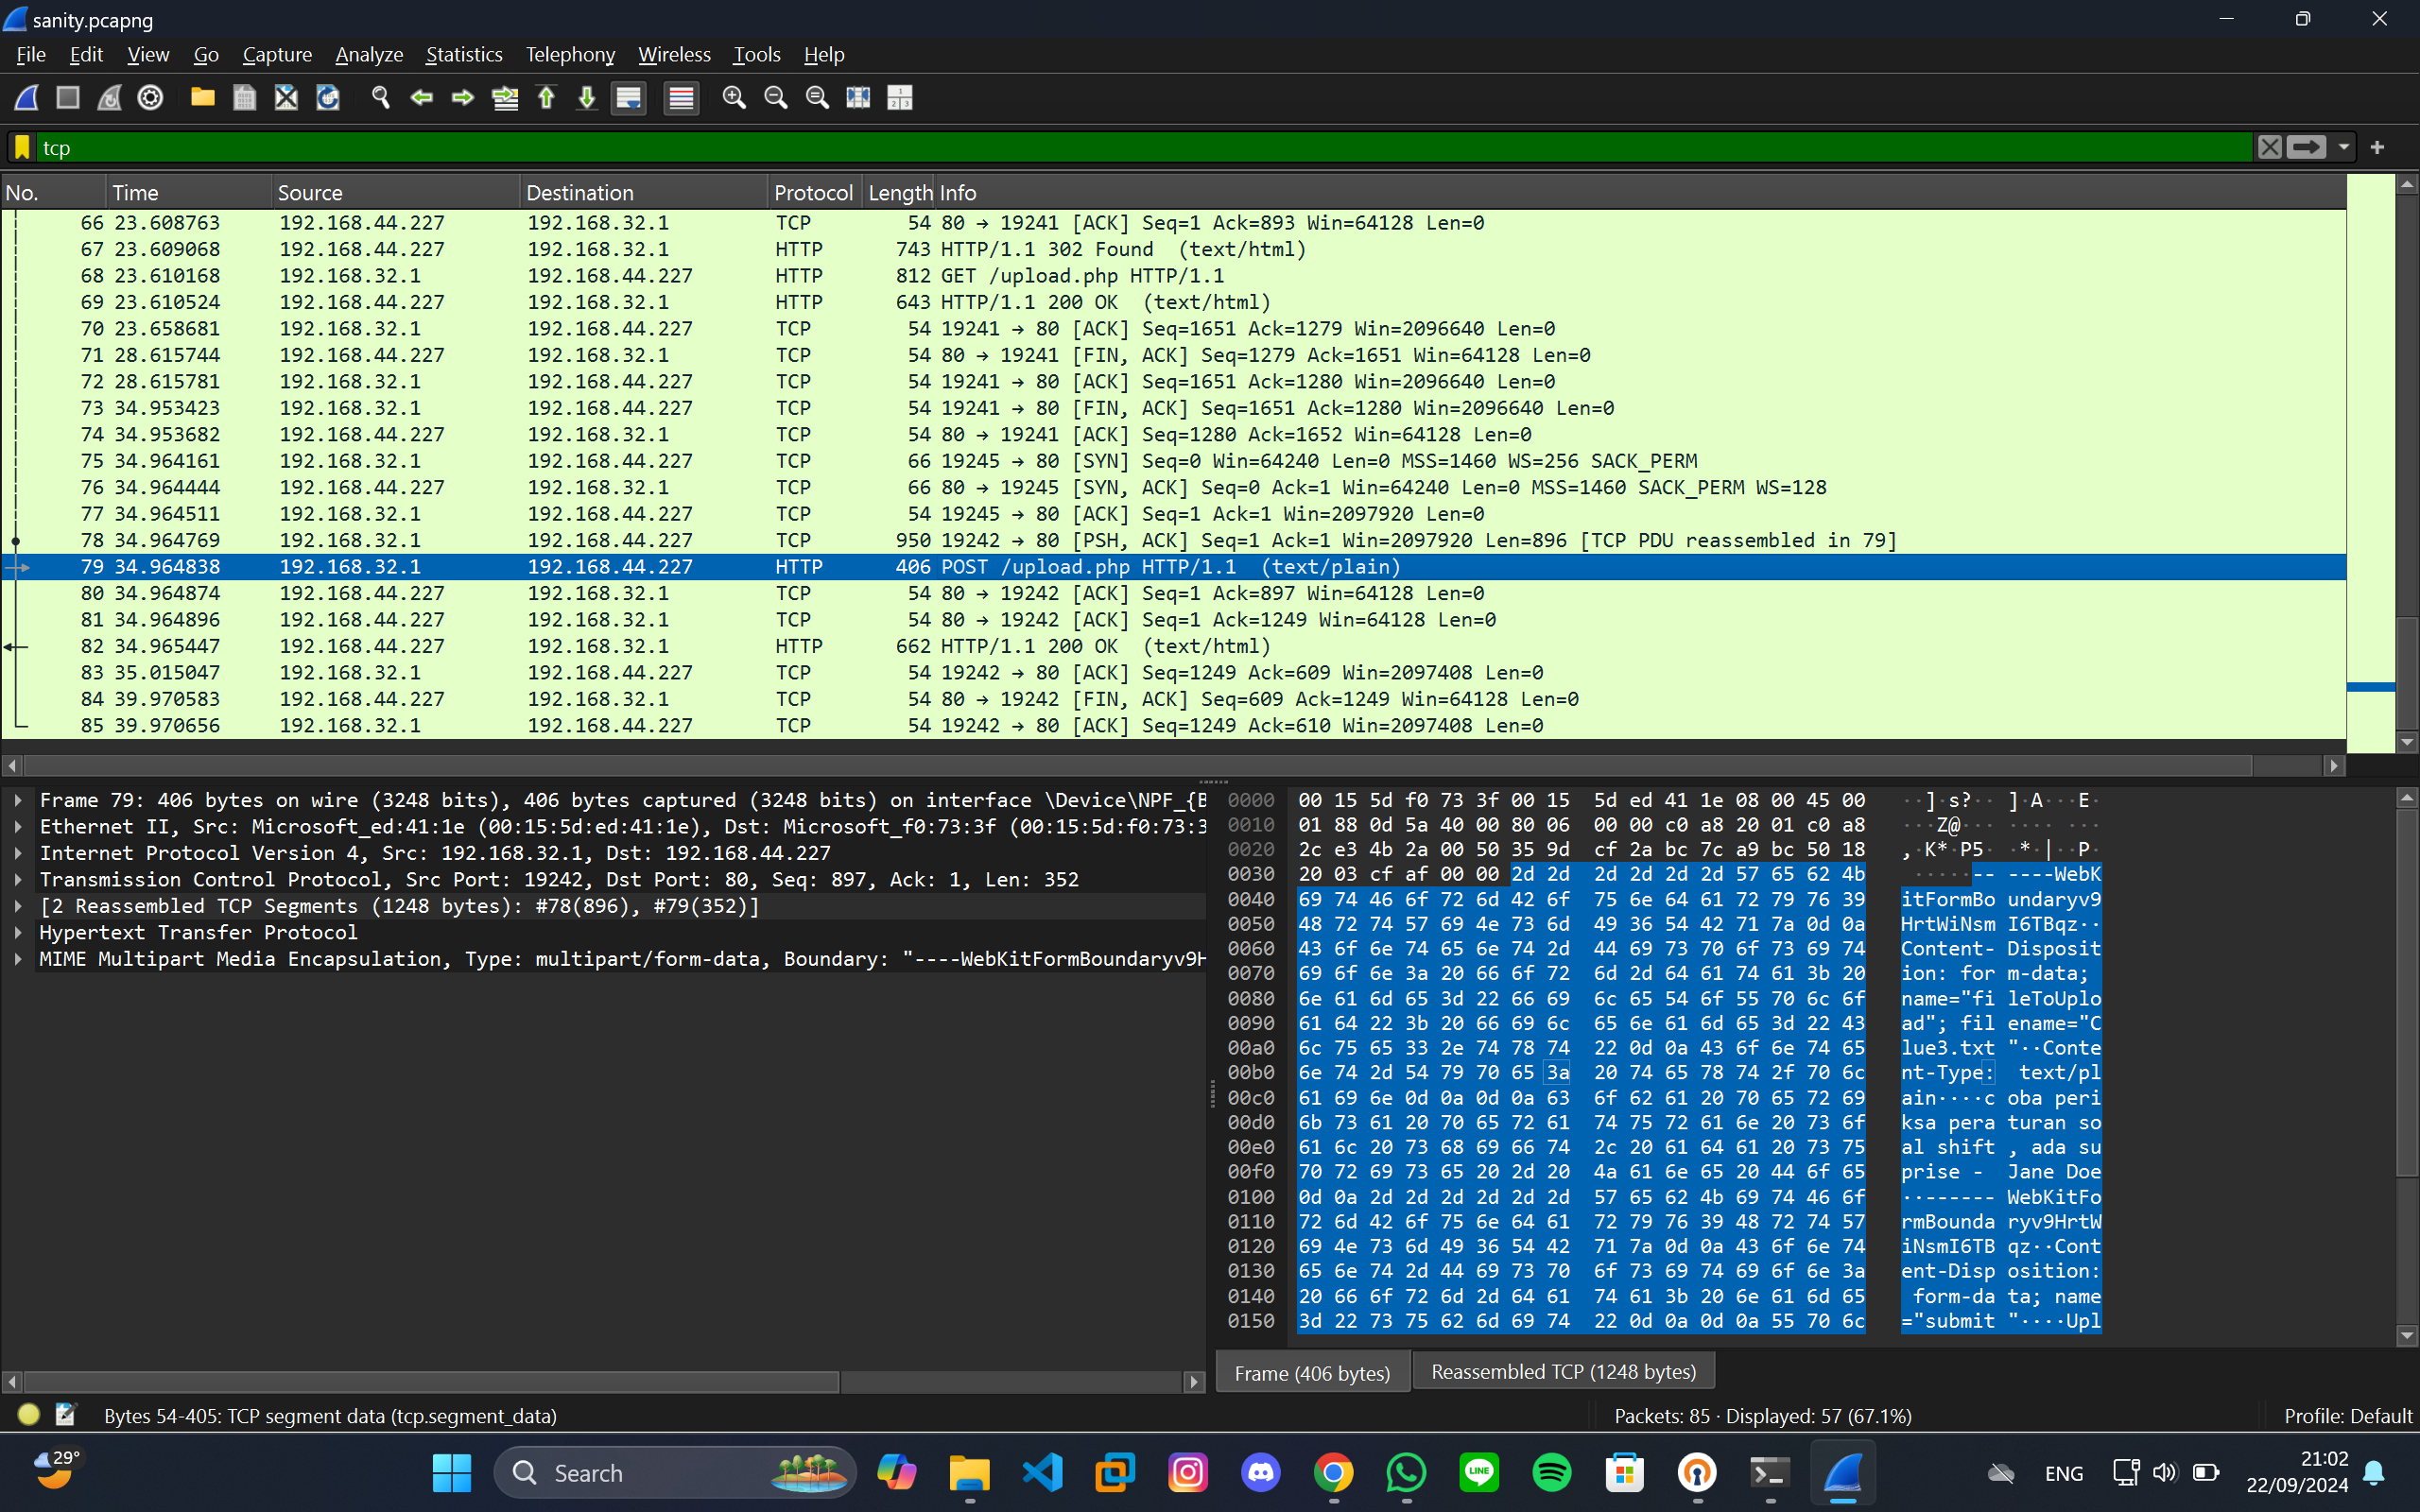 sanity.pcapng
File Edit View Go Capture Analyze Statistics Telephony Wireless Tools Help
tcp
No. Time Source Destination Protocol Length Info
66 23.608763 192.168.44.227 192.168.32.1 TCP 54 80 → 19241 [ACK] Seq=1 Ack=893 Win=64128 Len=0
67 23.609068 192.168.44.227 192.168.32.1 HTTP 743 HTTP/1.1 302 Found (text/html)
68 23.610168 192.168.32.1 192.168.44.227 HTTP 812 GET /upload.php HTTP/1.1
69 23.610524 192.168.44.227 192.168.32.1 HTTP 643 HTTP/1.1 200 OK (text/html)
70 23.658681 192.168.32.1 192.168.44.227 TCP 54 19241 → 80 [ACK] Seq=1651 Ack=1279 Win=2096640 Len=0
71 28.615744 192.168.44.227 192.168.32.1 TCP 54 80 → 19241 [FIN, ACK] Seq=1279 Ack=1651 Win=64128 Len=0
72 28.615781 192.168.32.1 192.168.44.227 TCP 54 19241 → 80 [ACK] Seq=1651 Ack=1280 Win=2096640 Len=0
73 34.953423 192.168.32.1 192.168.44.227 TCP 54 19241 → 80 [FIN, ACK] Seq=1651 Ack=1280 Win=2096640 Len=0
74 34.953682 192.168.44.227 192.168.32.1 TCP 54 80 → 19241 [ACK] Seq=1280 Ack=1652 Win=64128 Len=0
75 34.964161 192.168.32.1 192.168.44.227 TCP 66 19245 → 80 [SYN] Seq=0 Win=64240 Len=0 MSS=1460 WS=256 SACK_PERM
76 34.964444 192.168.44.227 192.168.32.1 TCP 66 80 → 19245 [SYN, ACK] Seq=0 Ack=1 Win=64240 Len=0 MSS=1460 SACK_PERM WS=128
77 34.964511 192.168.32.1 192.168.44.227 TCP 54 19245 → 80 [ACK] Seq=1 Ack=1 Win=2097920 Len=0
78 34.964769 192.168.32.1 192.168.44.227 TCP 950 19242 → 80 [PSH, ACK] Seq=1 Ack=1 Win=2097920 Len=896 [TCP PDU reassembled in 79]
79 34.964838 192.168.32.1 192.168.44.227 HTTP 406 POST /upload.php HTTP/1.1 (text/plain)
80 34.964874 192.168.44.227 192.168.32.1 TCP 54 80 → 19242 [ACK] Seq=1 Ack=897 Win=64128 Len=0
81 34.964896 192.168.44.227 192.168.32.1 TCP 54 80 → 19242 [ACK] Seq=1 Ack=1249 Win=64128 Len=0
82 34.965447 192.168.44.227 192.168.32.1 HTTP 662 HTTP/1.1 200 OK (text/html)
83 35.015047 192.168.32.1 192.168.44.227 TCP 54 19242 → 80 [ACK] Seq=1249 Ack=609 Win=2097408 Len=0
84 39.970583 192.168.44.227 192.168.32.1 TCP 54 80 → 19242 [FIN, ACK] Seq=609 Ack=1249 Win=64128 Len=0
85 39.970656 192.168.32.1 192.168.44.227 TCP 54 19242 → 80 [ACK] Seq=1249 Ack=610 Win=2097408 Len=0
Frame 79: 406 bytes on wire (3248 bits), 406 bytes captured (3248 bits) on interface \Device\NPF_{B
Ethernet II, Src: Microsoft_ed:41:1e (00:15:5d:ed:41:1e), Dst: Microsoft_f0:73:3f (00:15:5d:f0:73:3
Internet Protocol Version 4, Src: 192.168.32.1, Dst: 192.168.44.227
Transmission Control Protocol, Src Port: 19242, Dst Port: 80, Seq: 897, Ack: 1, Len: 352
[2 Reassembled TCP Segments (1248 bytes): #78(896), #79(352)]
Hypertext Transfer Protocol
MIME Multipart Media Encapsulation, Type: multipart/form-data, Boundary: "----WebKitFormBoundaryv9H
0000 00 15 5d f0 73 3f 00 15 5d ed 41 1e 08 00 45 00 ··]·s?·· ]·A···E·
0010 01 88 0d 5a 40 00 80 06 00 00 c0 a8 20 01 c0 a8 ···Z@··· ···· ···
0020 2c e3 4b 2a 00 50 35 9d cf 2a bc 7c a9 bc 50 18 ,·K*·P5· ·*·|··P·
0030 20 03 cf af 00 00 2d 2d 2d 2d 2d 2d 57 65 62 4b ·····-- ----WebK
0040 69 74 46 6f 72 6d 42 6f 75 6e 64 61 72 79 76 39 itFormBo undaryv9
0050 48 72 74 57 69 4e 73 6d 49 36 54 42 71 7a 0d 0a HrtWiNsm I6TBqz··
0060 43 6f 6e 74 65 6e 74 2d 44 69 73 70 6f 73 69 74 Content- Disposit
0070 69 6f 6e 3a 20 66 6f 72 6d 2d 64 61 74 61 3b 20 ion: for m-data;
0080 6e 61 6d 65 3d 22 66 69 6c 65 54 6f 55 70 6c 6f name="fi leToUplo
0090 61 64 22 3b 20 66 69 6c 65 6e 61 6d 65 3d 22 43 ad"; fil ename="C
00a0 6c 75 65 33 2e 74 78 74 22 0d 0a 43 6f 6e 74 65 lue3.txt "··Conte
00b0 6e 74 2d 54 79 70 65 3a 20 74 65 78 74 2f 70 6c nt-Type: text/pl
00c0 61 69 6e 0d 0a 0d 0a 63 6f 62 61 20 70 65 72 69 ain····c oba peri
00d0 6b 73 61 20 70 65 72 61 74 75 72 61 6e 20 73 6f ksa pera turan so
00e0 61 6c 20 73 68 69 66 74 2c 20 61 64 61 20 73 75 al shift , ada su
00f0 70 72 69 73 65 20 2d 20 4a 61 6e 65 20 44 6f 65 prise - Jane Doe
0100 0d 0a 2d 2d 2d 2d 2d 2d 57 65 62 4b 69 74 46 6f ··------ WebKitFo
0110 72 6d 42 6f 75 6e 64 61 72 79 76 39 48 72 74 57 rmBounda ryv9HrtW
0120 69 4e 73 6d 49 36 54 42 71 7a 0d 0a 43 6f 6e 74 iNsmI6TB qz··Cont
0130 65 6e 74 2d 44 69 73 70 6f 73 69 74 69 6f 6e 3a ent-Disp osition:
0140 20 66 6f 72 6d 2d 64 61 74 61 3b 20 6e 61 6d 65 form-da ta; name
0150 3d 22 73 75 62 6d 69 74 22 0d 0a 0d 0a 55 70 6c ="submit "····Upl
Frame (406 bytes) Reassembled TCP (1248 bytes)
Bytes 54-405: TCP segment data (tcp.segment_data) Packets: 85 · Displayed: 57 (67.1%) Profile: Default
29° Search LINE ENG 21:02
22/09/2024